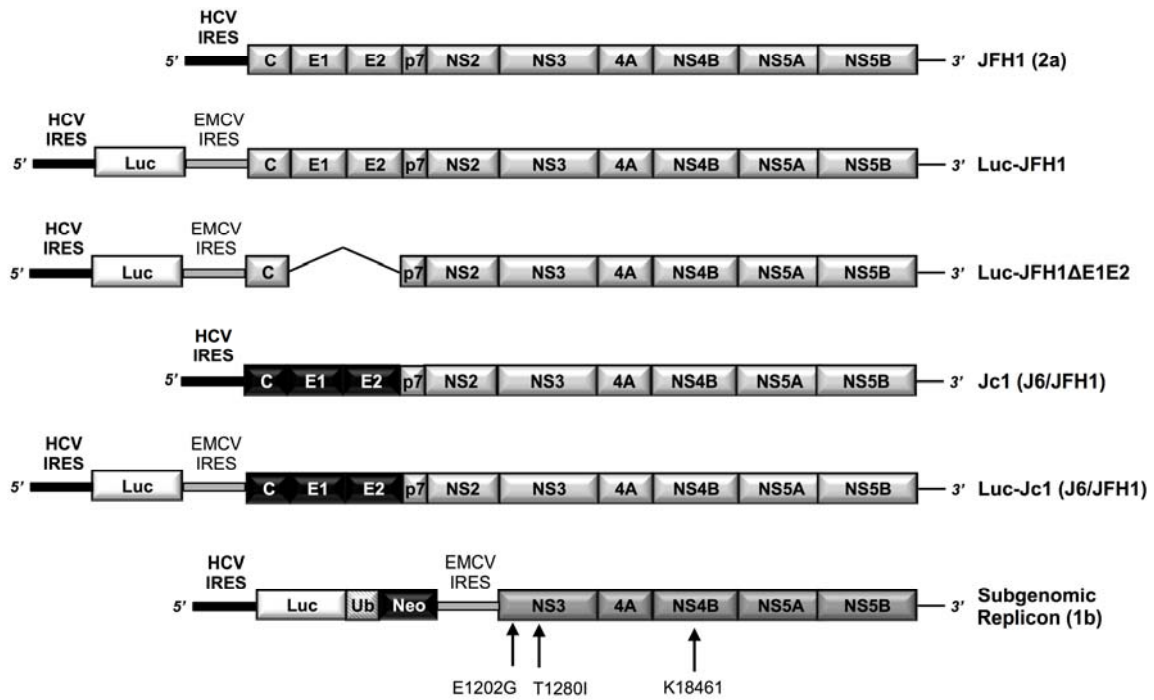 HCV
IRES
5' C E1 E2 p7 NS2 NS3 4A NS4B NS5A NS5B 3' JFH1 (2a)
HCV EMCV
IRES IRES
5' Luc C E1 E2 p7 NS2 NS3 4A NS4B NS5A NS5B 3' Luc-JFH1
HCV EMCV
IRES IRES
5' Luc C p7 NS2 NS3 4A NS4B NS5A NS5B 3' Luc-JFH1ΔE1E2
HCV
IRES
5' C E1 E2 p7 NS2 NS3 4A NS4B NS5A NS5B 3' Jc1 (J6/JFH1)
HCV EMCV
IRES IRES
5' Luc C E1 E2 p7 NS2 NS3 4A NS4B NS5A NS5B 3' Luc-Jc1 (J6/JFH1)
HCV EMCV
IRES IRES
5' Luc Ub Neo NS3 4A NS4B NS5A NS5B 3' Subgenomic
Replicon (1b)
E1202G T1280I K18461